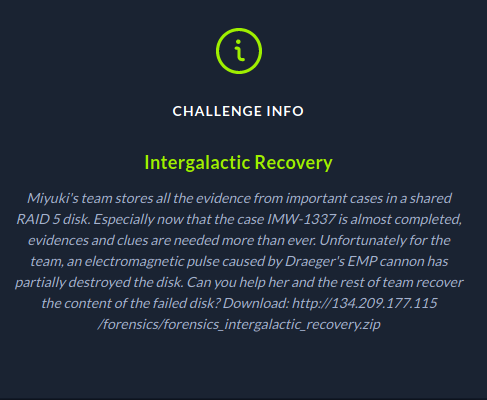 CHALLENGE INFO
Intergalactic Recovery
Miyuki's team stores all the evidence from important cases in a shared
RAID 5 disk. Especially now that the case IMW-1337 is almost completed,
evidences and clues are needed more than ever. Unfortunately for the
team, an electromagnetic pulse caused by Draeger's EMP cannon has
partially destroyed the disk. Can you help her and the rest of team recover
the content of the failed disk? Download: http://134.209.177.115
/forensics/forensics_intergalactic_recovery.zip